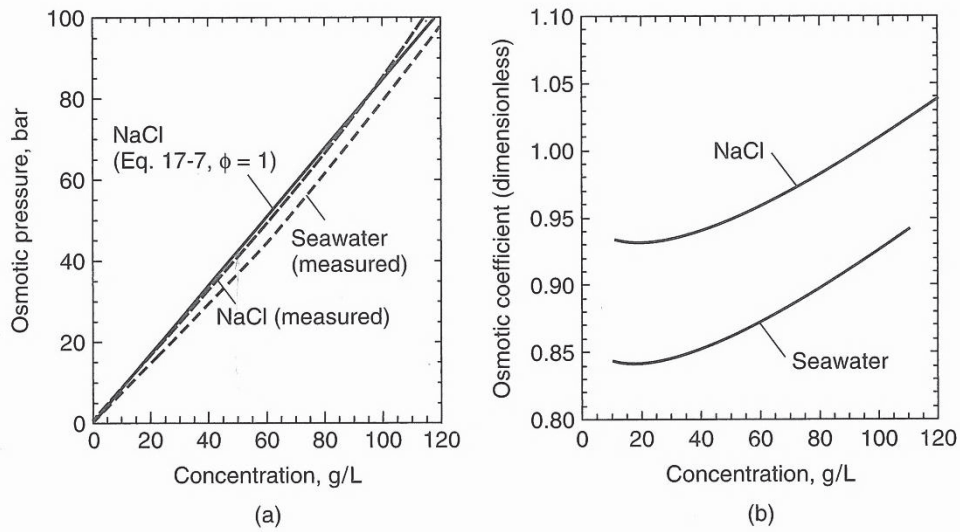 Osmotic pressure, bar
100
80
60
40
20
0
NaCl
(Eq. 17-7, ϕ = 1)
Seawater
(measured)
NaCl (measured)
0 20 40 60 80 100 120
Concentration, g/L
(a)
Osmotic coefficient (dimensionless)
1.10
1.05
1.00
0.95
0.90
0.85
0.80
NaCl
Seawater
0 20 40 60 80 100 120
Concentration, g/L
(b)